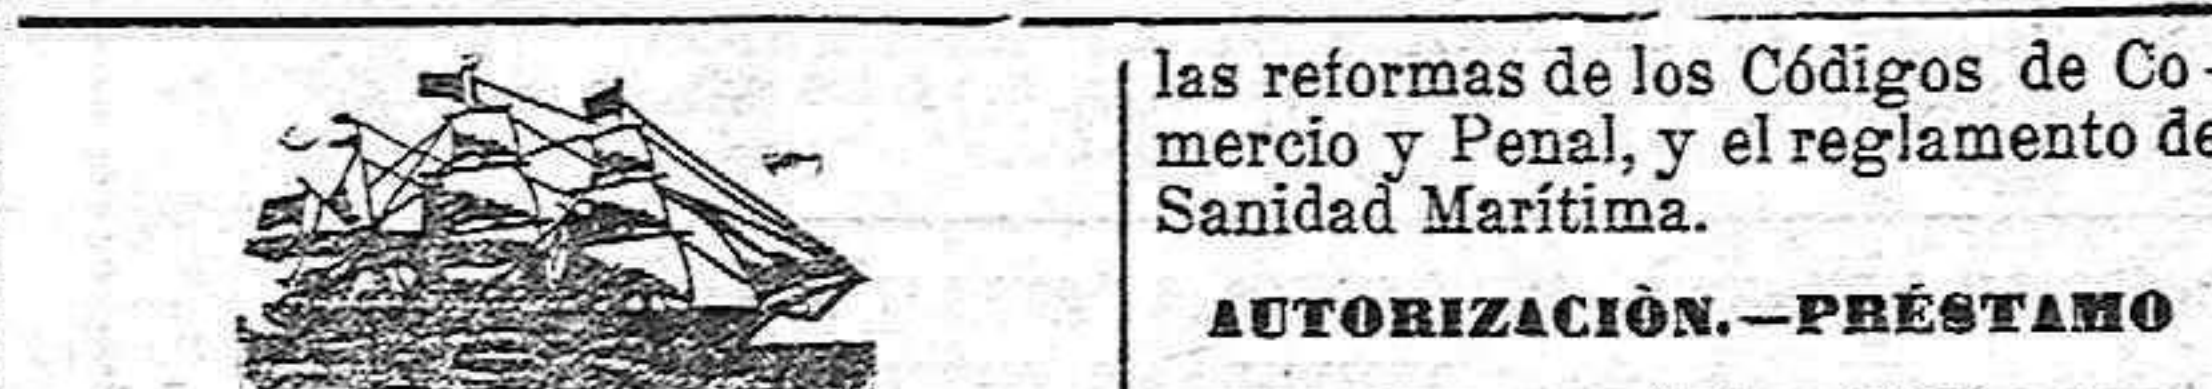 las reformas de los Códigos de Co-
mercio y Penal, y el reglamento de
Sanidad Marítima.
AUTORIZACIÒN.—PRÉSTAMO